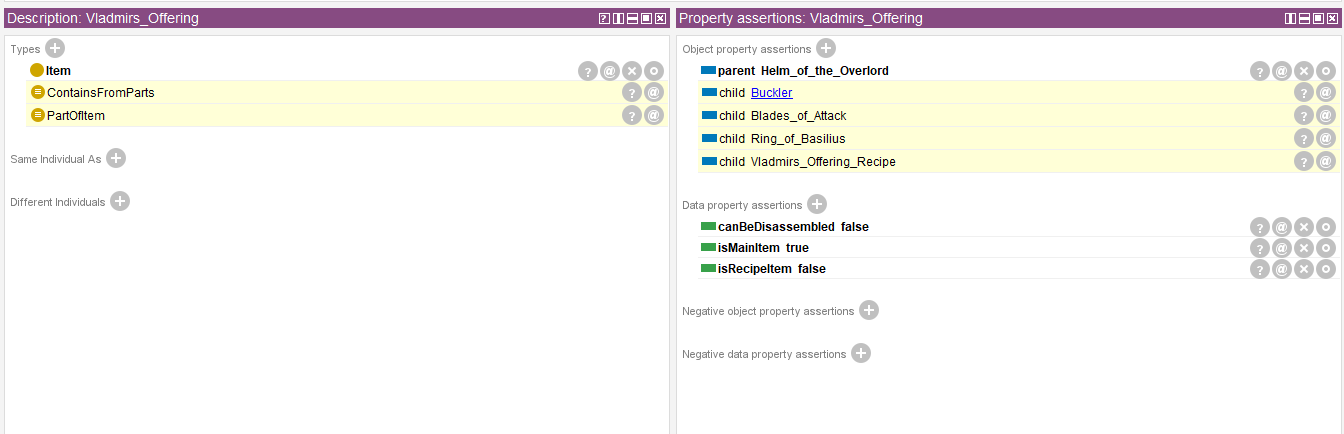 Description: Vladmirs_Offering
Types
Item
ContainsFromParts
PartOfItem
Same Individual As
Different Individuals
Property assertions: Vladmirs_Offering
Object property assertions
parent Helm_of_the_Overlord
child Buckler
child Blades_of_Attack
child Ring_of_Basilius
child Vladmirs_Offering_Recipe
Data property assertions
canBeDisassembled false
isMainItem true
isRecipeItem false
Negative object property assertions
Negative data property assertions